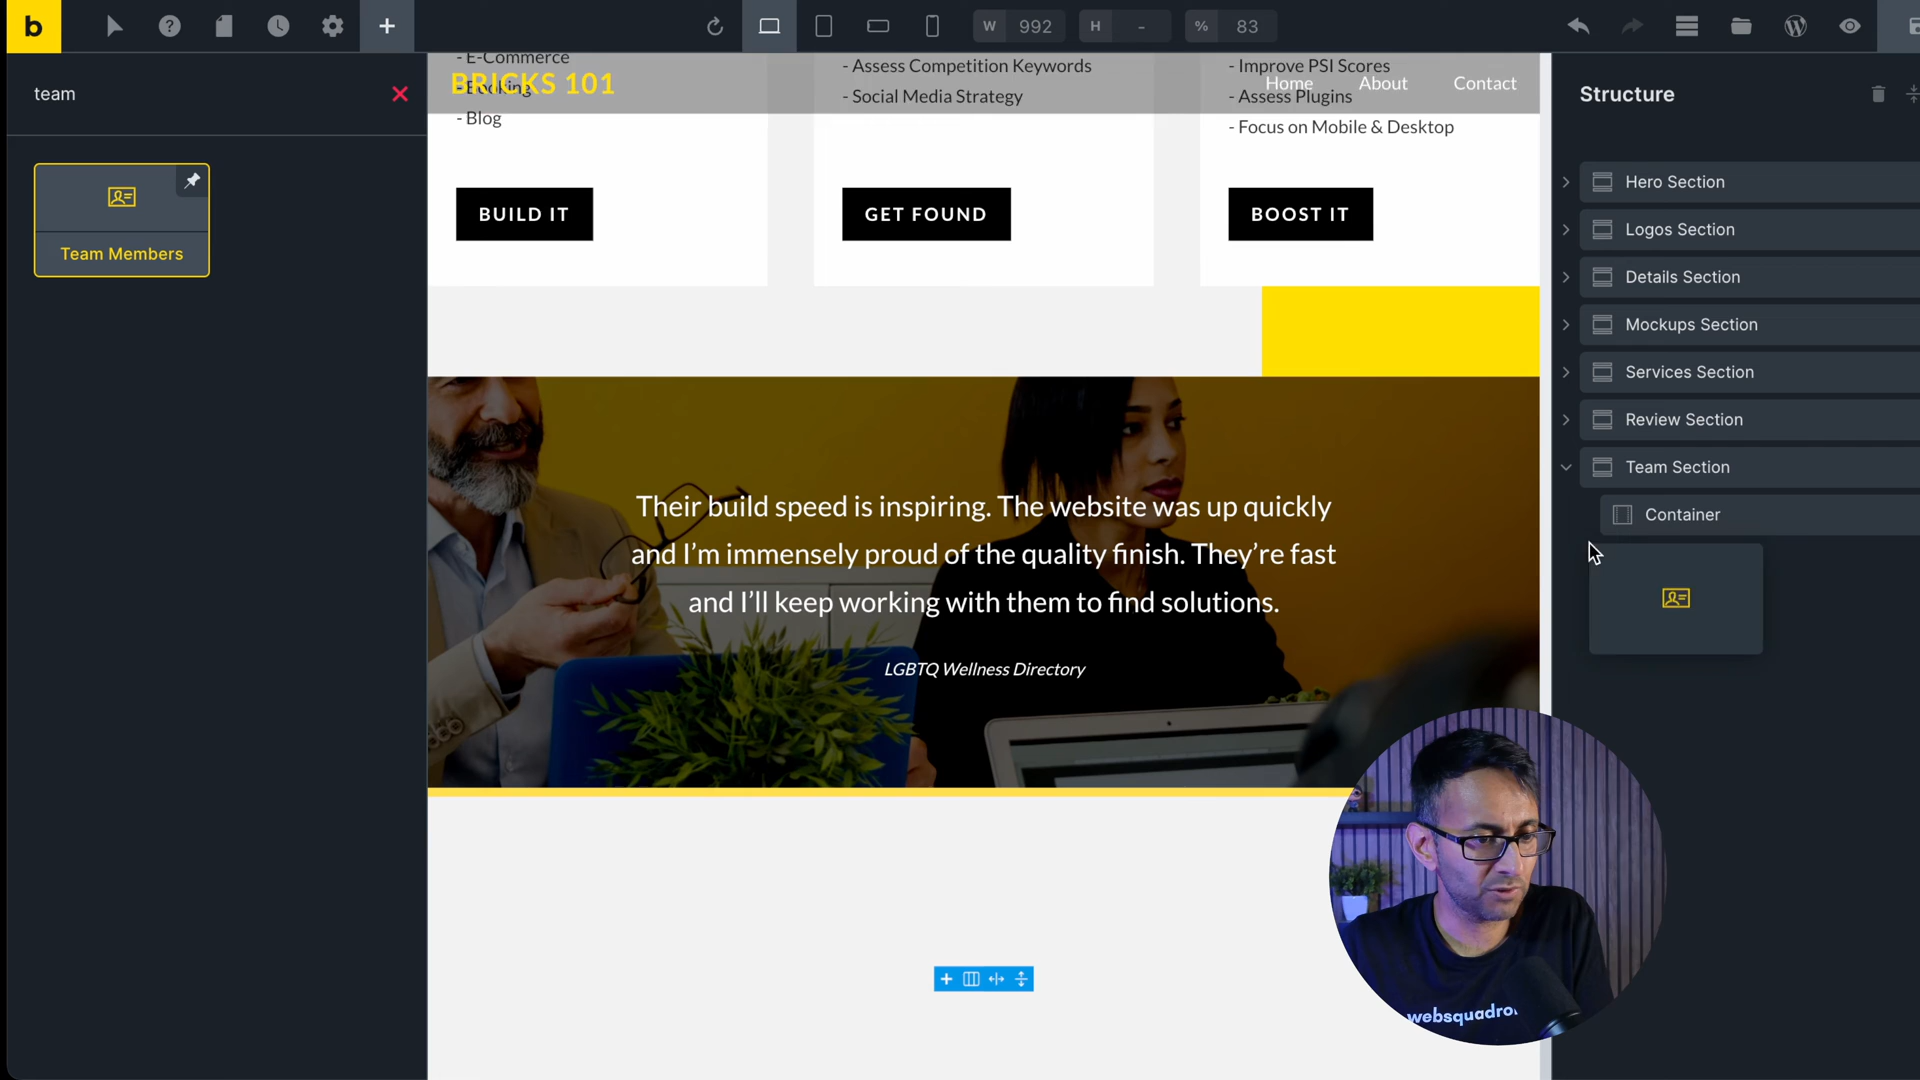 b
W 992 H - % 83
team
Team Members
- E-Commerce
- Booking
- Blog
BRICKS 101
- Assess Competition Keywords
- Social Media Strategy
- Improve PSI Scores
- Assess Plugins
- Focus on Mobile & Desktop
Home About Contact
BUILD IT
GET FOUND
BOOST IT
Their build speed is inspiring. The website was up quickly
and I'm immensely proud of the quality finish. They're fast
and I'll keep working with them to find solutions.
LGBTQ Wellness Directory
Structure
Hero Section
Logos Section
Details Section
Mockups Section
Services Section
Review Section
Team Section
Container
websquadro